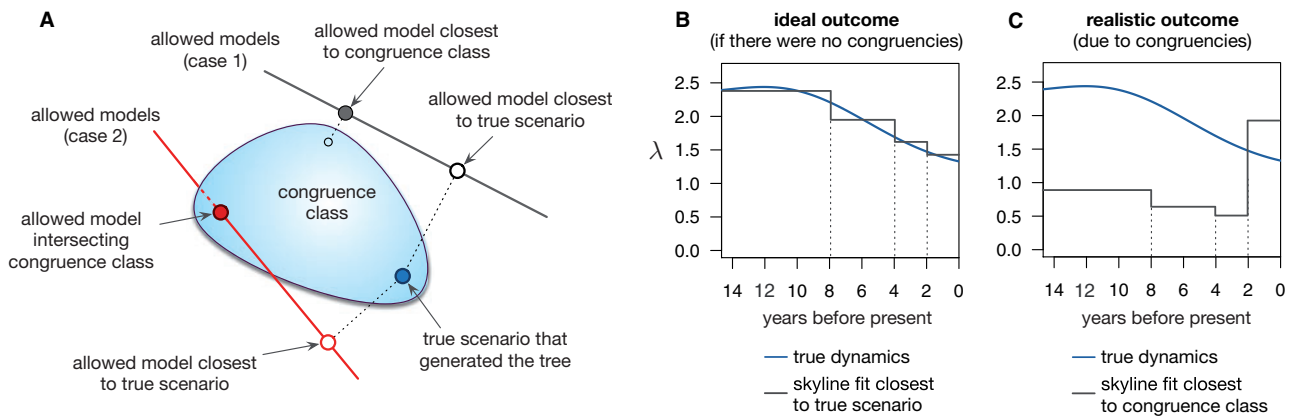 A
allowed models
(case 1)
allowed model closest
to congruence class
allowed models
(case 2)
allowed model closest
to true scenario
congruence
class
allowed model
intersecting
congruence class
allowed model closest
to true scenario
true scenario that
generated the tree
B
ideal outcome
(if there were no congruencies)
λ
2.5
2.0
1.5
1.0
0.5
0.0
14 12 10 8 6 4 2 0
years before present
true dynamics
skyline fit closest
to true scenario
C
realistic outcome
(due to congruencies)
2.5
2.0
1.5
1.0
0.5
0.0
14 12 10 8 6 4 2 0
years before present
true dynamics
skyline fit closest
to congruence class